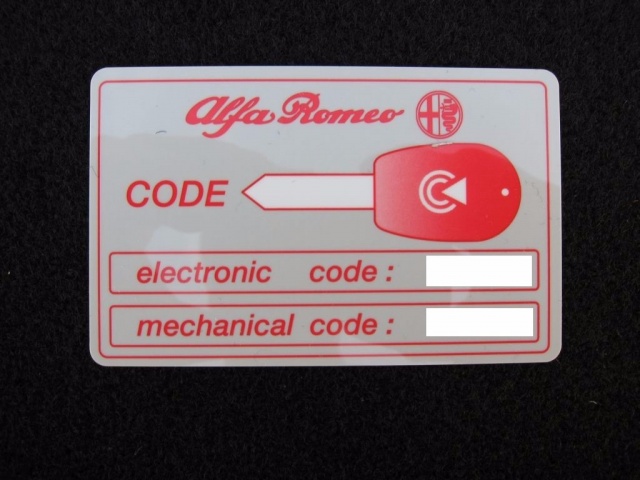 Alfa Romeo
CODE
electronic code :
mechanical code :